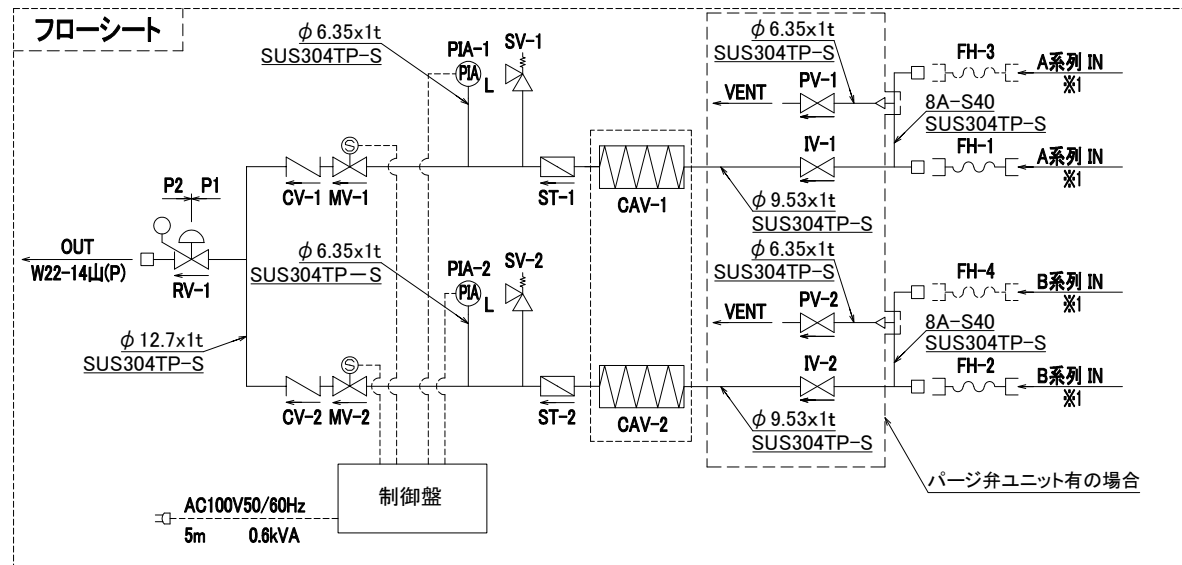 フローシート
φ6.35x1t
SUS304TP-S
PIA-1
PIA
L
SV-1
φ6.35x1t
SUS304TP-S
PV-1
VENT
FH-3
A系列 IN
※1
8A-S40
SUS304TP-S
IV-1
FH-1
A系列 IN
※1
P2
P1
S
CV-1
MV-1
ST-1
CAV-1
φ9.53x1t
SUS304TP-S
OUT
W22-14山(P)
RV-1
φ6.35x1t
SUS304TP-S
PIA-2
PIA
L
SV-2
φ6.35x1t
SUS304TP-S
PV-2
VENT
FH-4
B系列 IN
※1
8A-S40
SUS304TP-S
IV-2
FH-2
B系列 IN
※1
φ12.7x1t
SUS304TP-S
S
CV-2
MV-2
ST-2
CAV-2
φ9.53x1t
SUS304TP-S
制御盤
AC100V50/60Hz
5m 0.6kVA
パージ弁ユニット有の場合